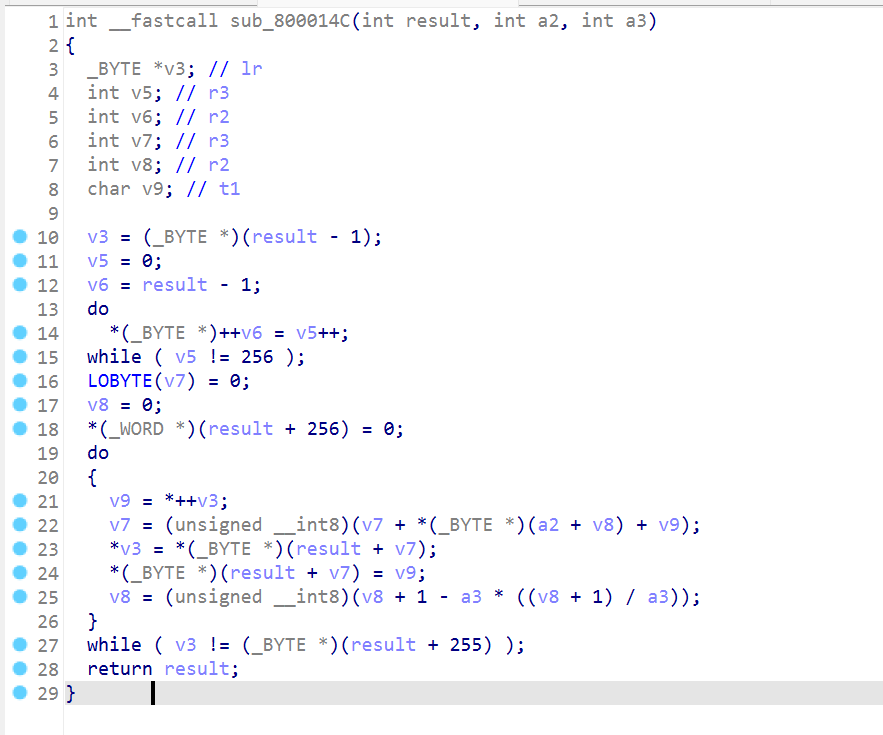 1 int __fastcall sub_800014C(int result, int a2, int a3)
2 {
3   _BYTE *v3; // lr
4   int v5; // r3
5   int v6; // r2
6   int v7; // r3
7   int v8; // r2
8   char v9; // t1
9
10   v3 = (_BYTE *)(result - 1);
11   v5 = 0;
12   v6 = result - 1;
13   do
14     *(_BYTE *)++v6 = v5++;
15   while ( v5 != 256 );
16   LOBYTE(v7) = 0;
17   v8 = 0;
18   *(_WORD *)(result + 256) = 0;
19   do
20   {
21     v9 = *++v3;
22     v7 = (unsigned __int8)(v7 + *(_BYTE *)(a2 + v8) + v9);
23     *v3 = *(_BYTE *)(result + v7);
24     *(_BYTE *)(result + v7) = v9;
25     v8 = (unsigned __int8)(v8 + 1 - a3 * ((v8 + 1) / a3));
26   }
27   while ( v3 != (_BYTE *)(result + 255) );
28   return result;
29 }